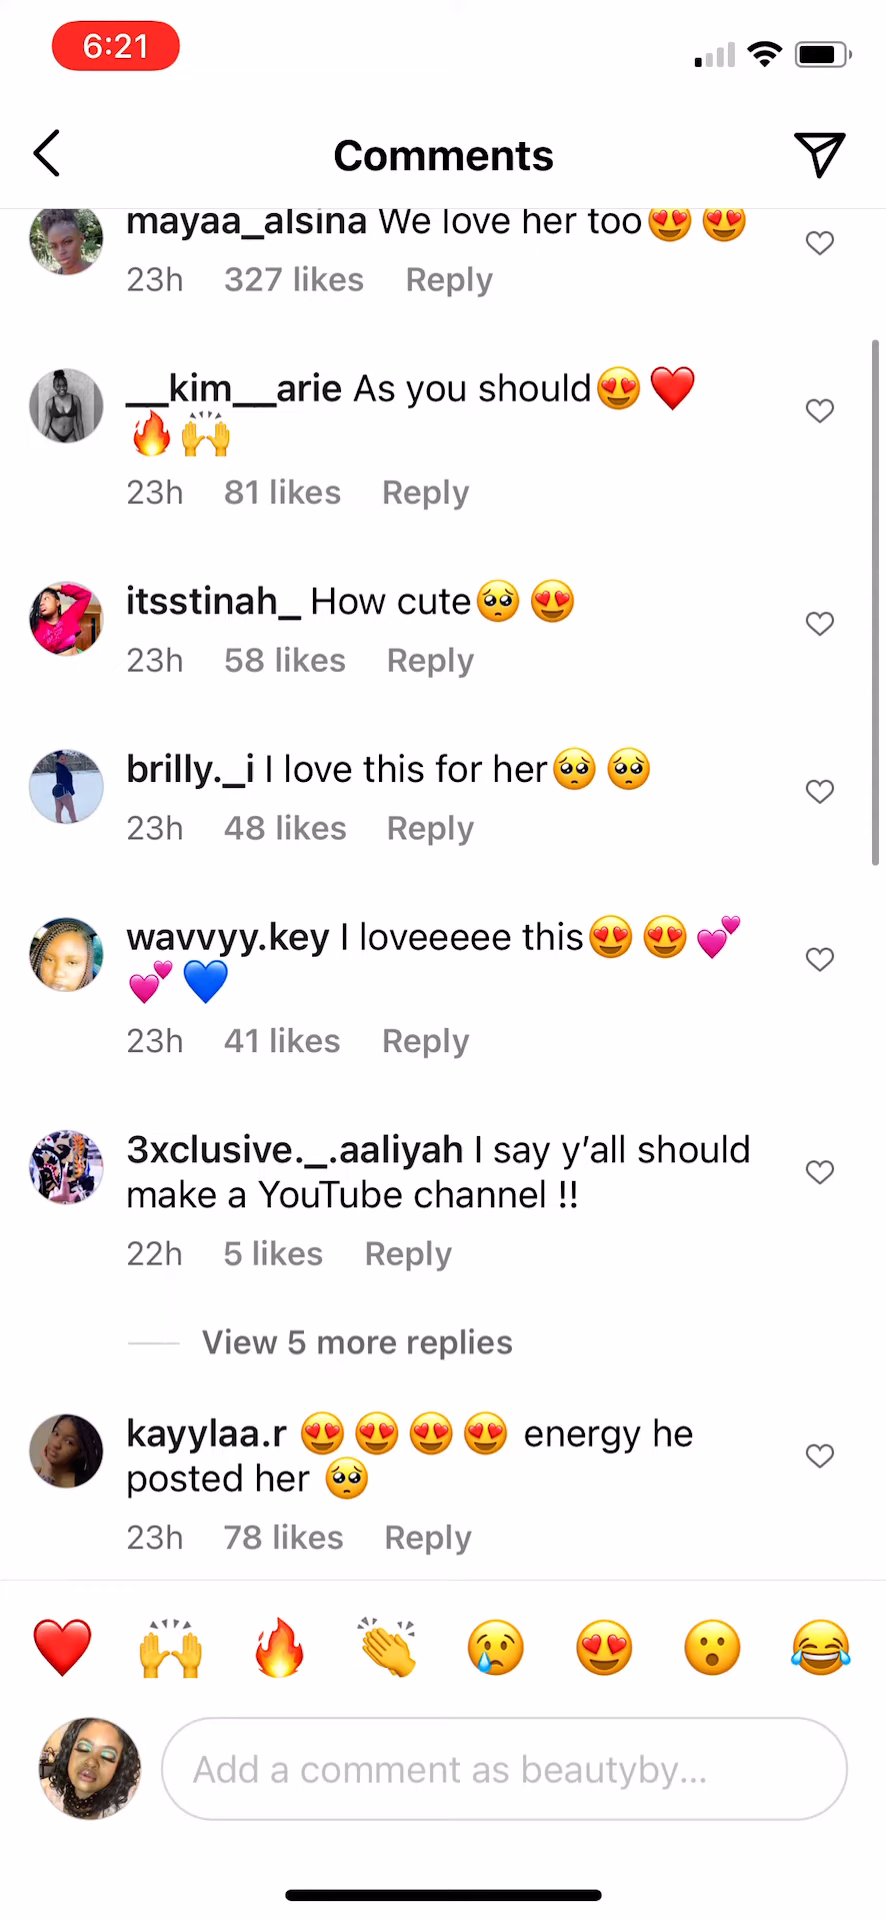 6:21
Comments
mayaa_alsina We love her too😍😍
23h 327 likes Reply
__kim__arie As you should😍❤️
🔥🙌
23h 81 likes Reply
itsstinah_ How cute🥺😍
23h 58 likes Reply
brilly._i I love this for her🥺🥺
23h 48 likes Reply
wavvyy.key I loveeeee this😍😍💕
💕💙
23h 41 likes Reply
3xclusive._.aaliyah I say y’all should
make a YouTube channel !!
22h 5 likes Reply
View 5 more replies
kayylaa.r 😍😍😍😍 energy he
posted her 🥺
23h 78 likes Reply
❤️🙌🔥👏😢😍😮😂
Add a comment as beautyby...